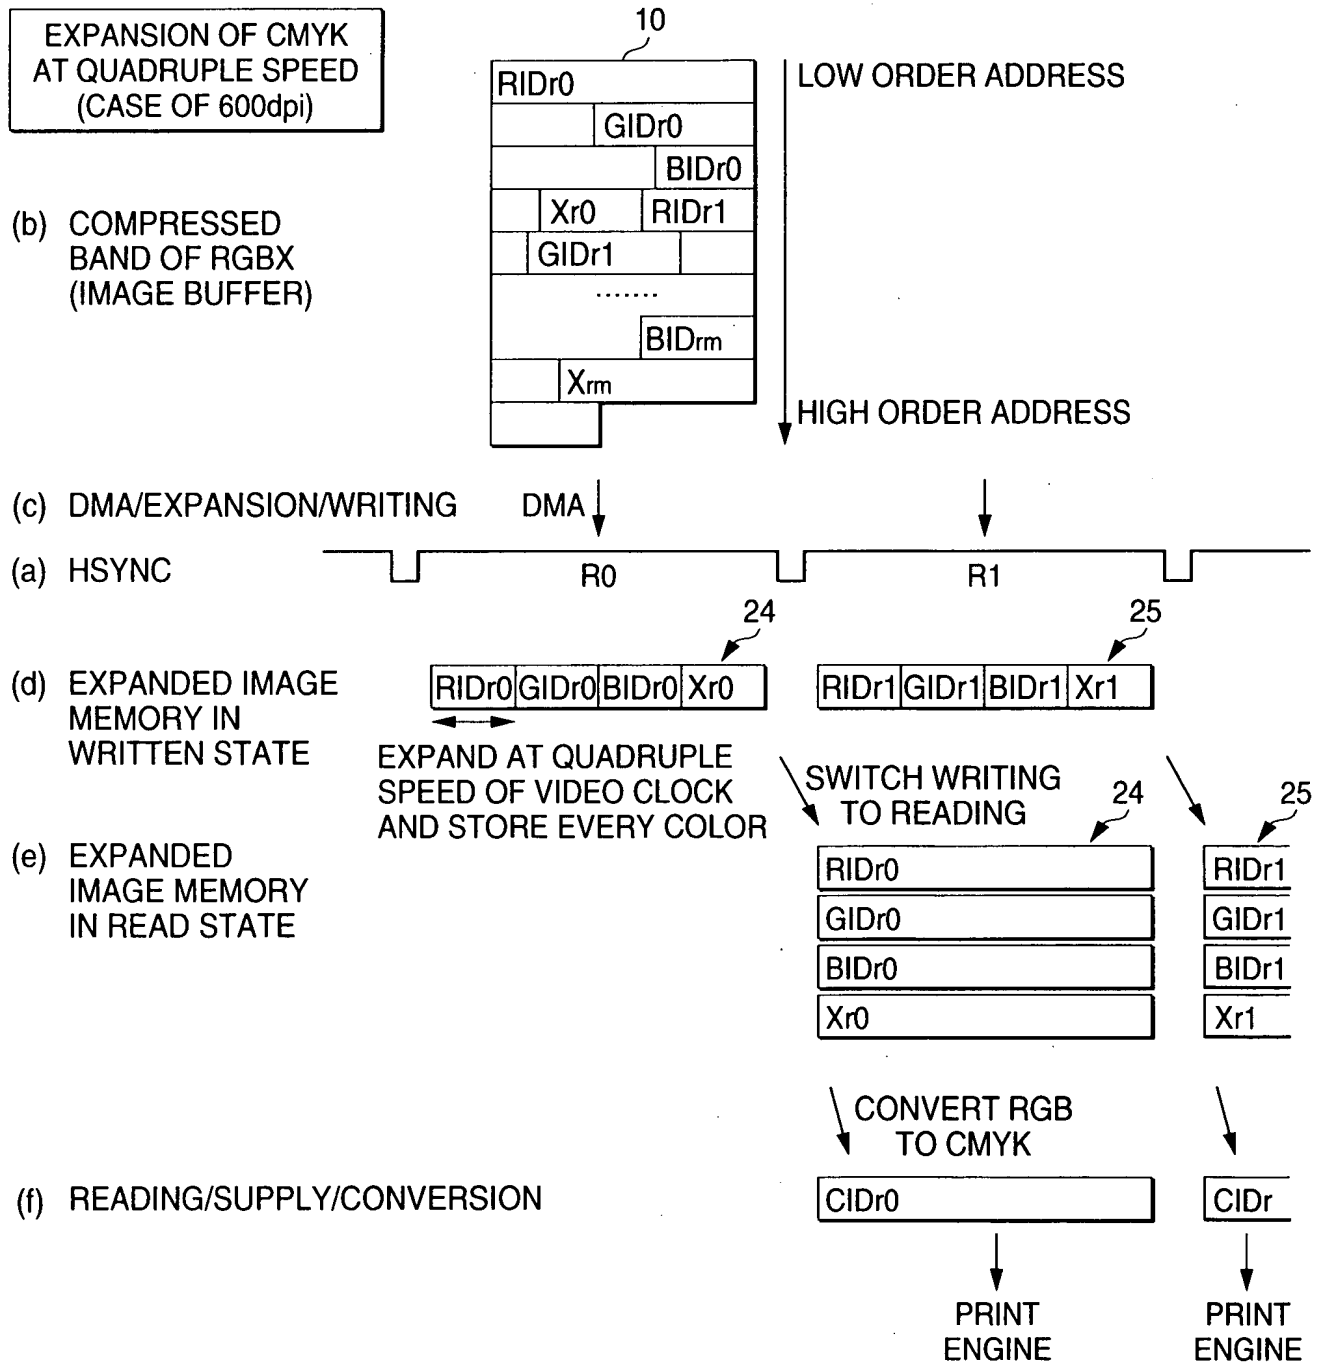 EXPANSION OF CMYK
AT QUADRUPLE SPEED
(CASE OF 600dpi)
10
RIDr0
LOW ORDER ADDRESS
GIDr0
BIDr0
Xr0 RIDr1
GIDr1
.......
BIDrm
Xrm
HIGH ORDER ADDRESS
(b) COMPRESSED
BAND OF RGBX
(IMAGE BUFFER)
(c) DMA/EXPANSION/WRITING DMA
(a) HSYNC R0 R1
24 25
(d) EXPANDED IMAGE
MEMORY IN
WRITTEN STATE
RIDr0 GIDr0 BIDr0 Xr0 RIDr1 GIDr1 BIDr1 Xr1
EXPAND AT QUADRUPLE
SPEED OF VIDEO CLOCK
AND STORE EVERY COLOR
SWITCH WRITING
TO READING
24 25
(e) EXPANDED
IMAGE MEMORY
IN READ STATE
RIDr0 RIDr1
GIDr0 GIDr1
BIDr0 BIDr1
Xr0 Xr1
CONVERT RGB
TO CMYK
(f) READING/SUPPLY/CONVERSION CIDr0 CIDr
PRINT
ENGINE
PRINT
ENGINE